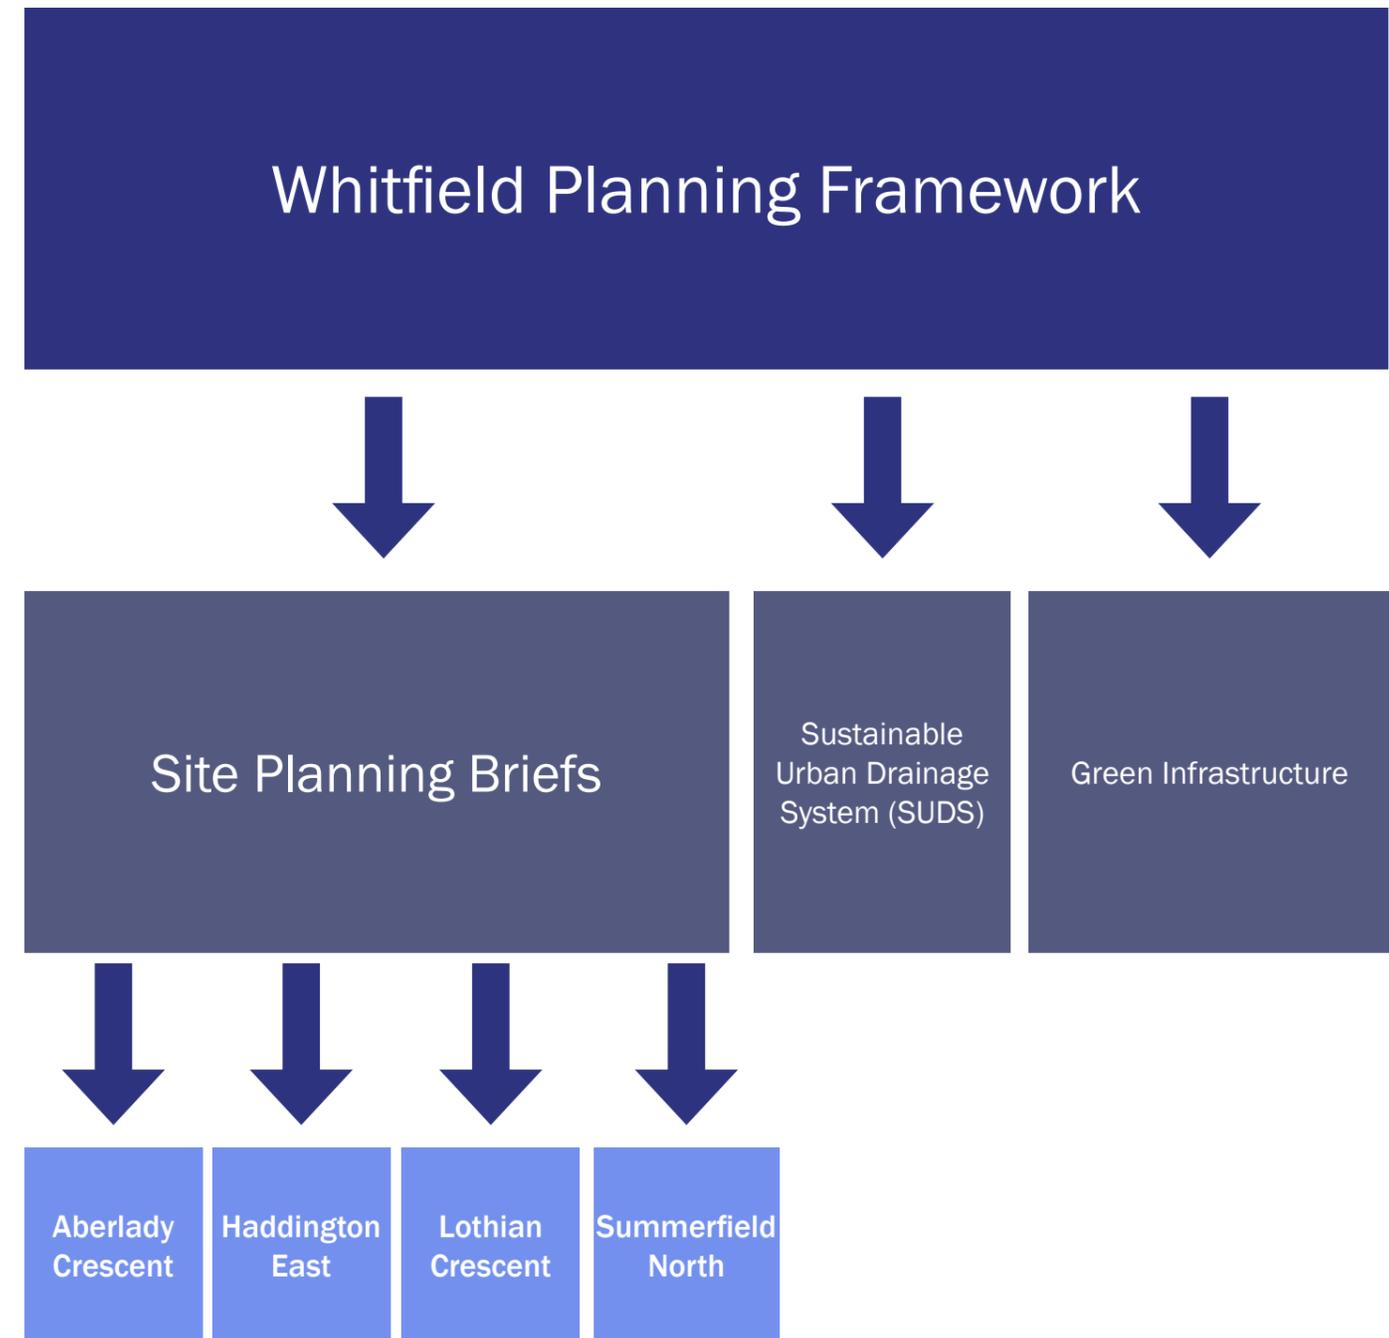 Whitfield Planning Framework
Site Planning Briefs
Sustainable
Urban Drainage
System (SUDS)
Green Infrastructure
Aberlady
Crescent
Haddington
East
Lothian
Crescent
Summerfield
North